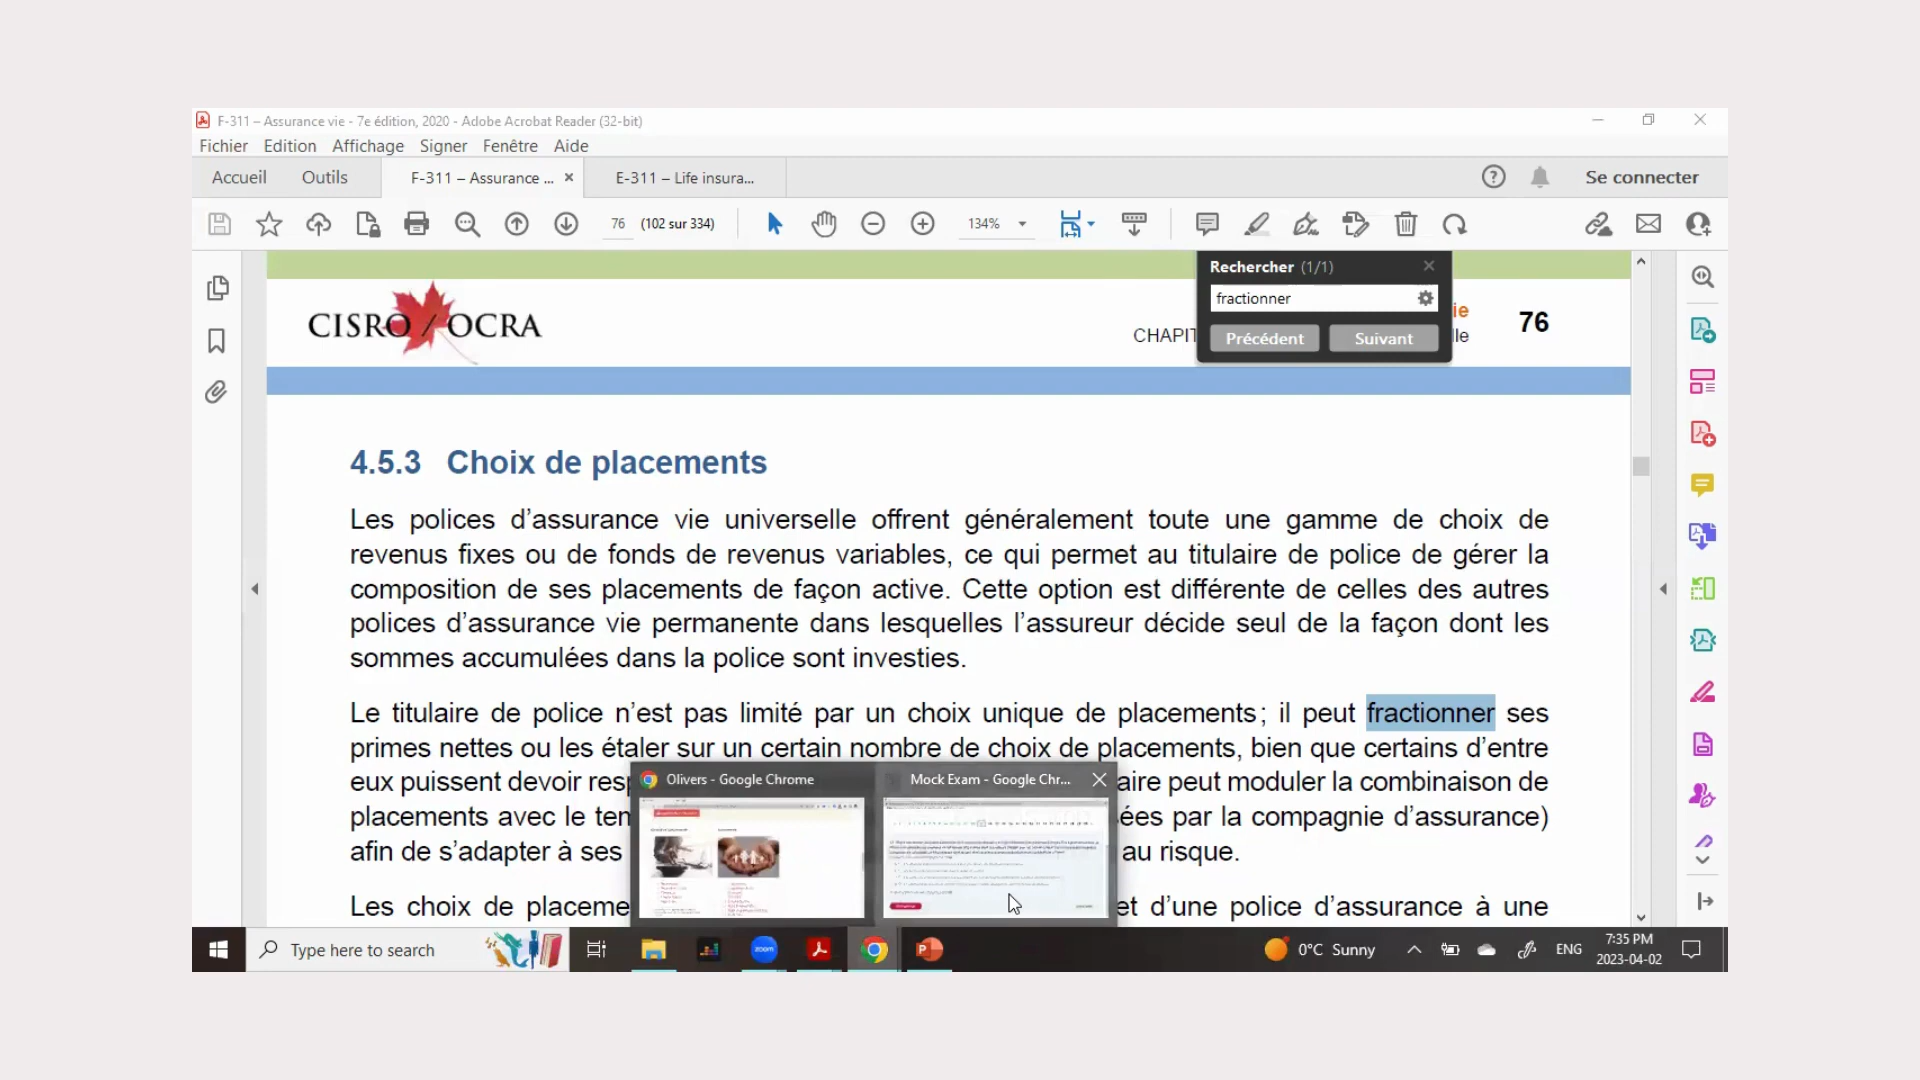 F-311 – Assurance vie - 7e édition, 2020 - Adobe Acrobat Reader (32-bit)
Fichier Edition Affichage Signer Fenêtre Aide
Accueil Outils F-311 – Assurance ... × E-311 – Life insura... Se connecter
76 (102 sur 334) 134%
Rechercher (1/1)
fractionner
Précédent Suivant
CISRO / OCRA
ie
CHAPIT lle
76
4.5.3 Choix de placements
Les polices d’assurance vie universelle offrent généralement toute une gamme de choix de
revenus fixes ou de fonds de revenus variables, ce qui permet au titulaire de police de gérer la
composition de ses placements de façon active. Cette option est différente de celles des autres
polices d’assurance vie permanente dans lesquelles l’assureur décide seul de la façon dont les
sommes accumulées dans la police sont investies.
Le titulaire de police n’est pas limité par un choix unique de placements ; il peut fractionner ses
primes nettes ou les étaler sur un certain nombre de choix de placements, bien que certains d’entre
eux puissent devoir resp aire peut moduler la combinaison de
placements avec le tem ées par la compagnie d’assurance)
afin de s’adapter à ses au risque.
Les choix de placeme et d’une police d’assurance à une
Olivers - Google Chrome
Mock Exam - Google Chr...
Type here to search
0°C Sunny
ENG
7:35 PM
2023-04-02